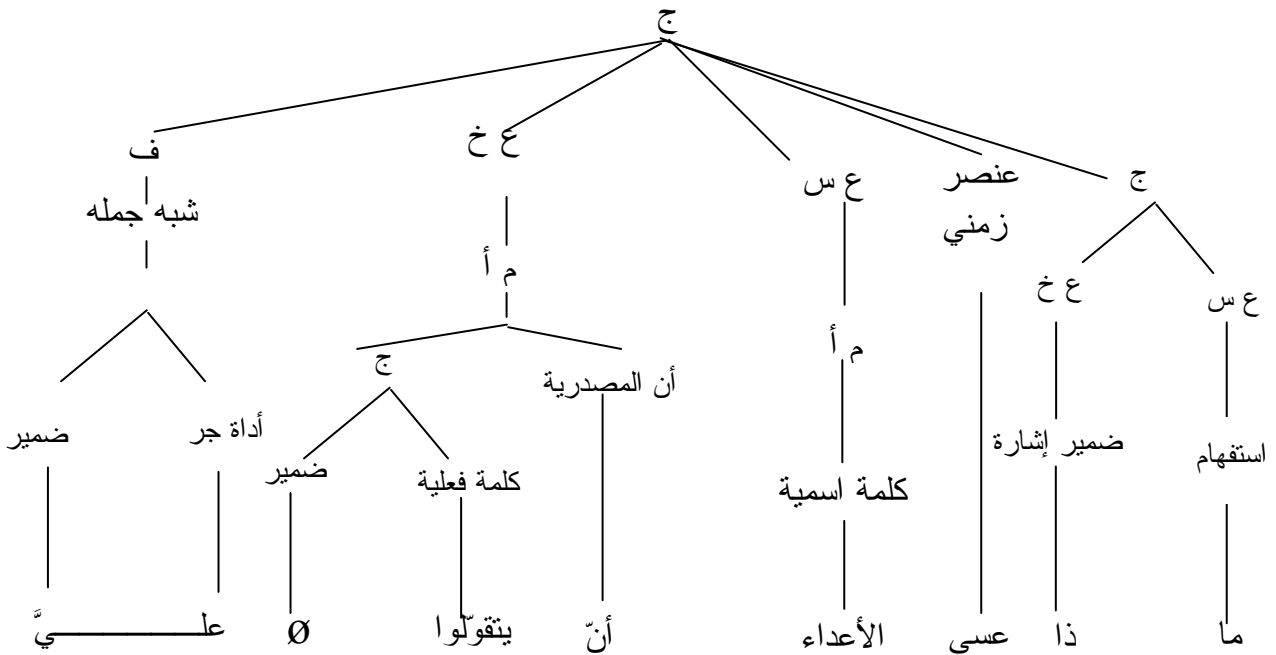 ج
ج عنصر زمني ع س ع خ ف
ع س ع خ م أ م أ شبه جمله
استفهام ضمير إشارة كلمة اسمية أن المصدرية ج أداة جر ضمير
كلمة فعلية ضمير
ما ذا عسى الأعداء أنّ يتقوّلوا Ø علـــــيَّ